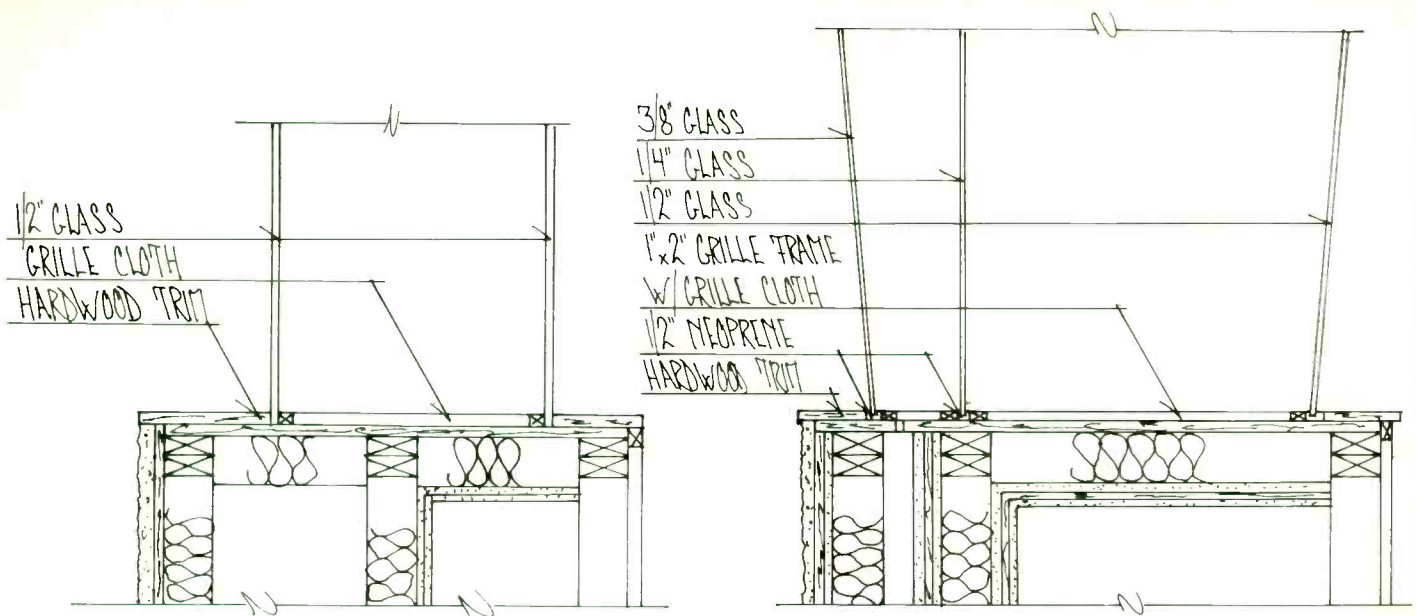 1/2" GLASS
GRILLE CLOTH
HARDWOOD TRIM
3/8" GLASS
1/4" GLASS
1/2" GLASS
1"x2" GRILLE FRAME
W/ GRILLE CLOTH
1/2" NEOPRENE
HARDWOOD TRIM